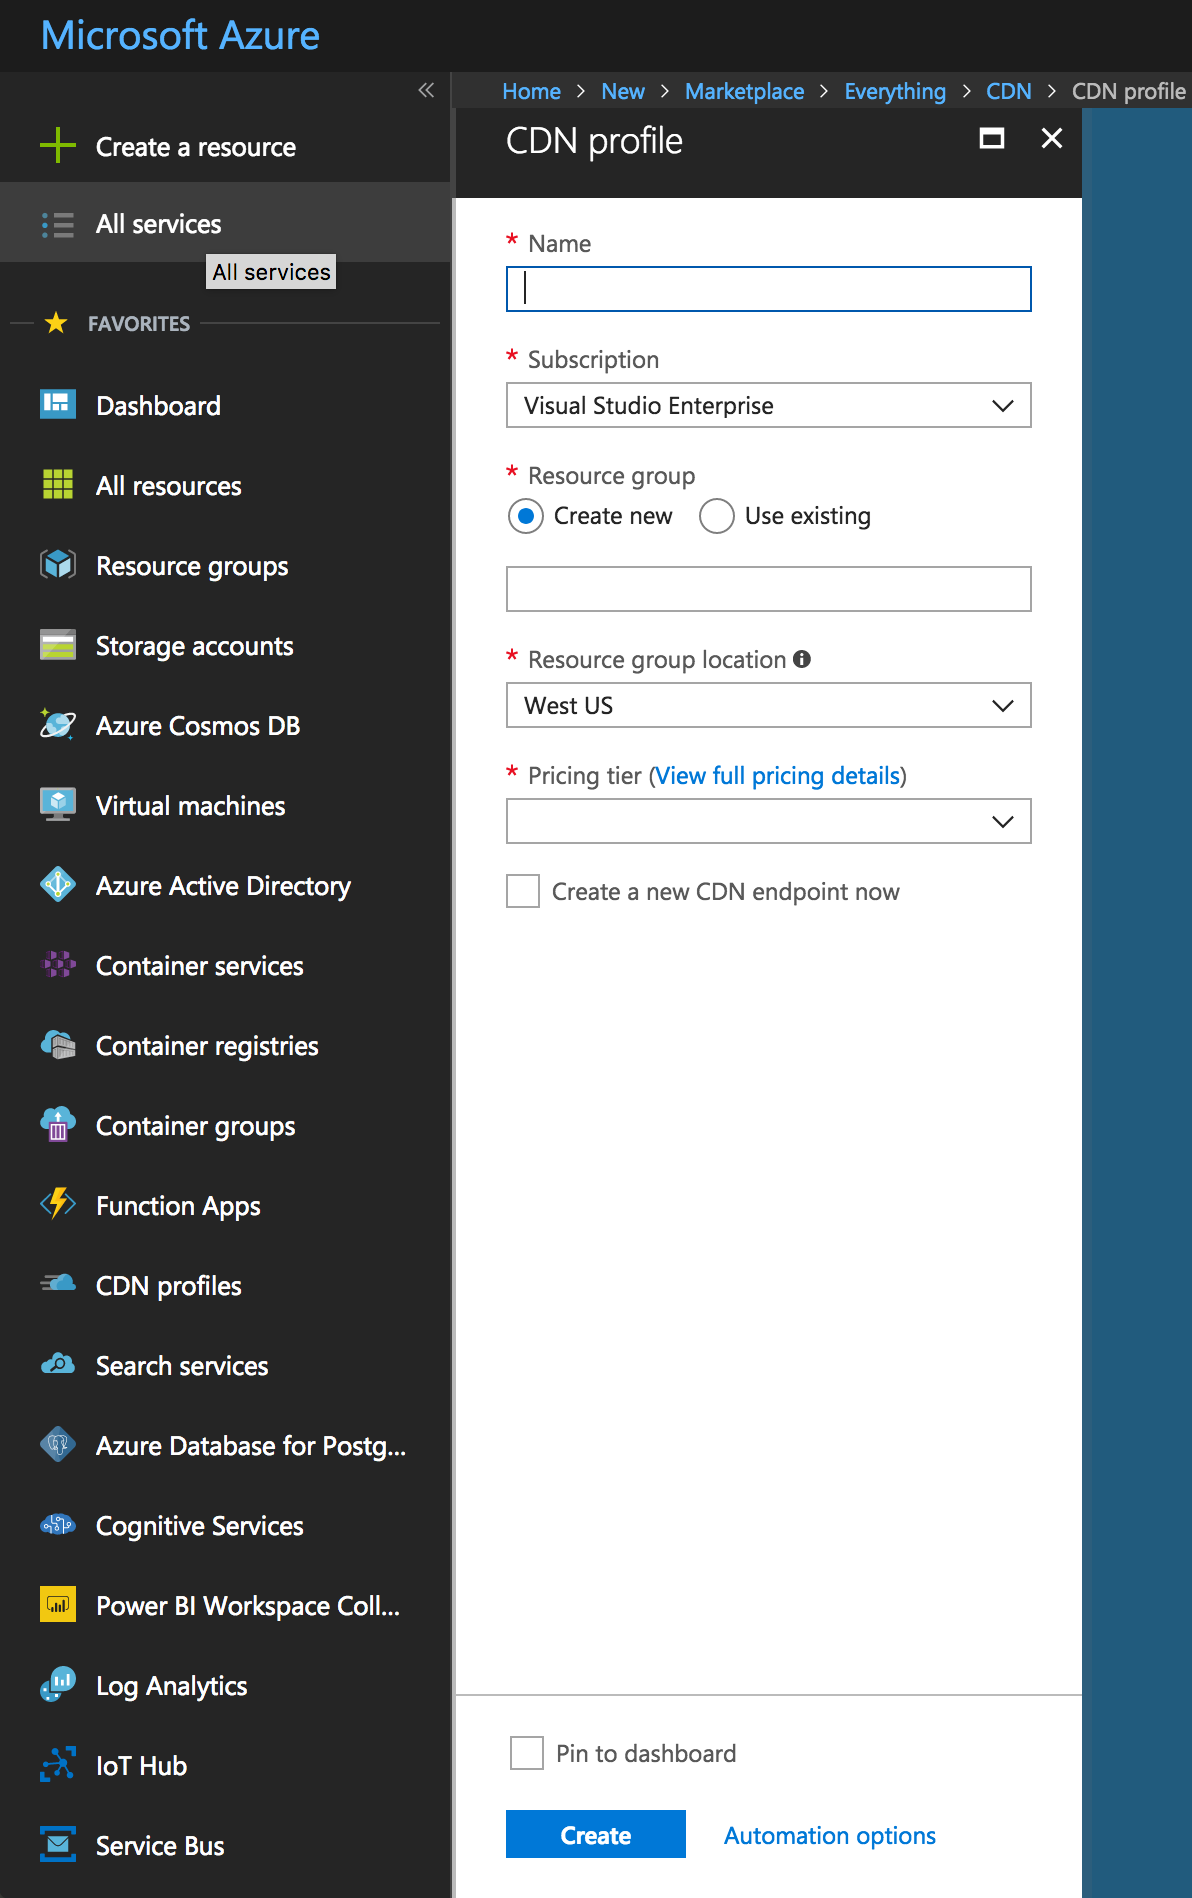 Microsoft Azure
Home > New > Marketplace > Everything > CDN > CDN profile
Create a resource
All services
All services
FAVORITES
Dashboard
All resources
Resource groups
Storage accounts
Azure Cosmos DB
Virtual machines
Azure Active Directory
Container services
Container registries
Container groups
Function Apps
CDN profiles
Search services
Azure Database for Postg...
Cognitive Services
Power BI Workspace Coll...
Log Analytics
IoT Hub
Service Bus
CDN profile
* Name
* Subscription
Visual Studio Enterprise
* Resource group
Create new Use existing
* Resource group location
West US
* Pricing tier (View full pricing details)
Create a new CDN endpoint now
Pin to dashboard
Create Automation options